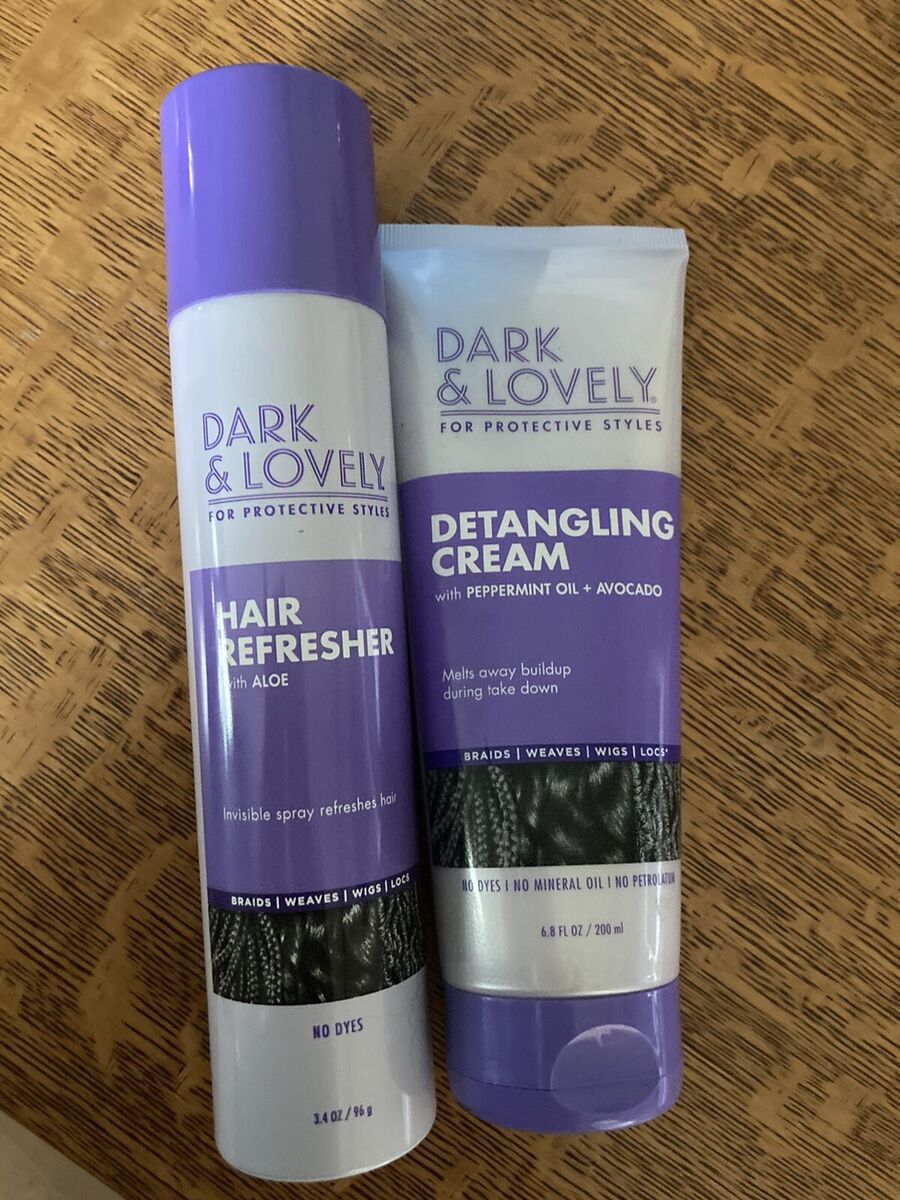 DARK
& LOVELY
FOR PROTECTIVE STYLES
HAIR
REFRESHER
with ALOE
Invisible spray refreshes hair
BRAIDS | WEAVES | WIGS | LOCS
NO DYES
3.4 OZ / 96 g
DARK
& LOVELY®
FOR PROTECTIVE STYLES
DETANGLING
CREAM
with PEPPERMINT OIL + AVOCADO
Melts away buildup
during take down
BRAIDS | WEAVES | WIGS | LOCS*
NO DYES | NO MINERAL OIL | NO PETROLATUM
6.8 FL OZ / 200 ml